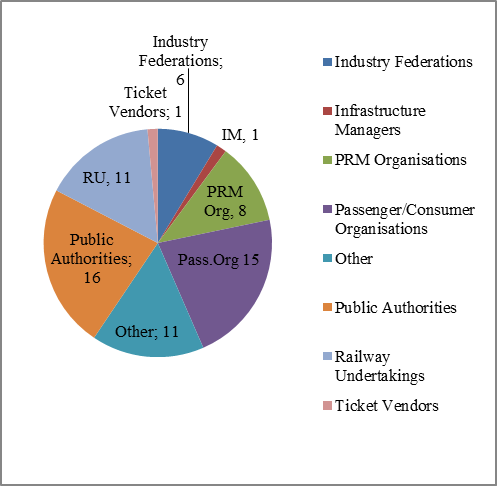 Industry
Federations;
6
Ticket
Vendors; 1
IM, 1
PRM
Org, 8
Pass.Org 15
Other; 11
Public
Authorities;
16
RU, 11
Industry Federations
Infrastructure
Managers
PRM Organisations
Passenger/Consumer
Organisations
Other
Public Authorities
Railway
Undertakings
Ticket Vendors